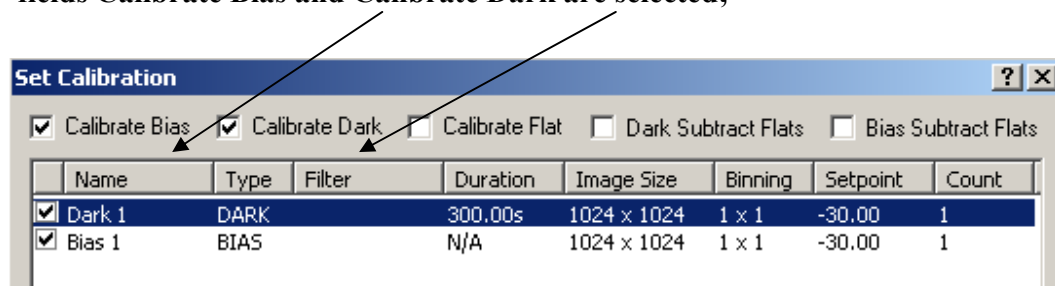 fields Calibrate Bias and Calibrate Dark are selected;
Set Calibration
Calibrate Bias Calibrate Dark Calibrate Flat Dark Subtract Flats Bias Subtract Flats
Name Type Filter Duration Image Size Binning Setpoint Count
Dark 1 DARK 300.00s 1024 x 1024 1 x 1 -30.00 1
Bias 1 BIAS N/A 1024 x 1024 1 x 1 -30.00 1